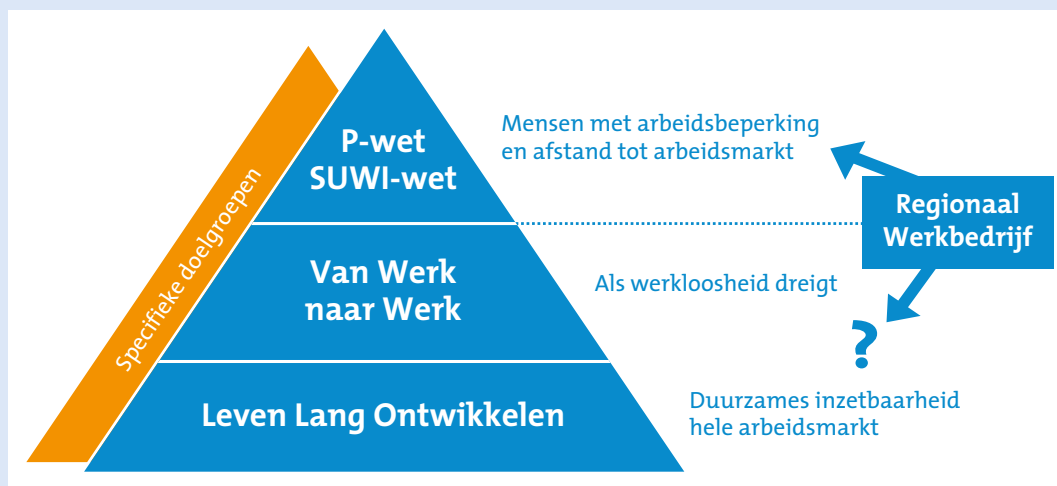 Specifieke doelgroepen
P-wet
SUWI-wet
Mensen met arbeidsbeperking
en afstand tot arbeidsmarkt
Regionaal
Werkbedrijf
Van Werk
naar Werk
Als werkloosheid dreigt
?
Leven Lang Ontwikkelen
Duurzames inzetbaarheid
hele arbeidsmarkt